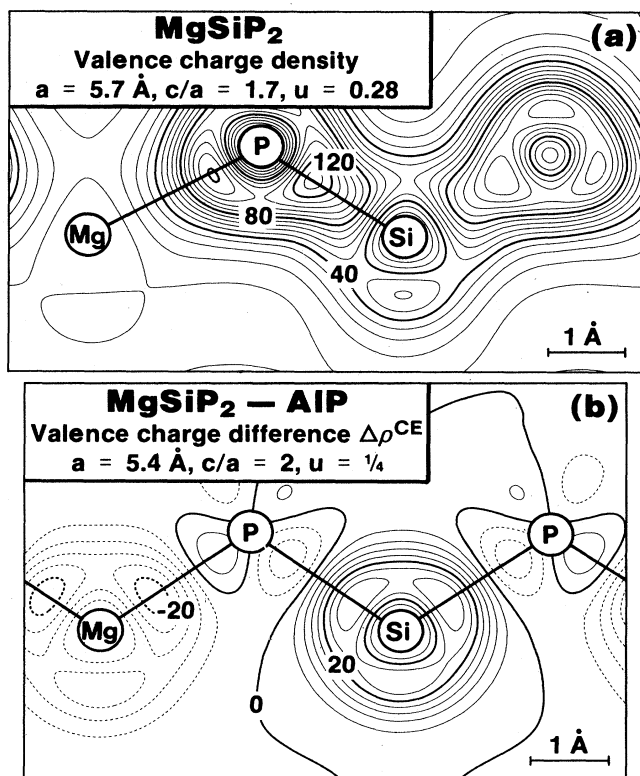 MgSiP₂
(a)
Valence charge density
a = 5.7 Å, c/a = 1.7, u = 0.28
P
120
80
Mg
Si
40
1 Å
MgSiP₂ — AlP
(b)
Valence charge difference Δρ^CE
a = 5.4 Å, c/a = 2, u = ¼
P
P
-20
Mg
Si
20
0
1 Å